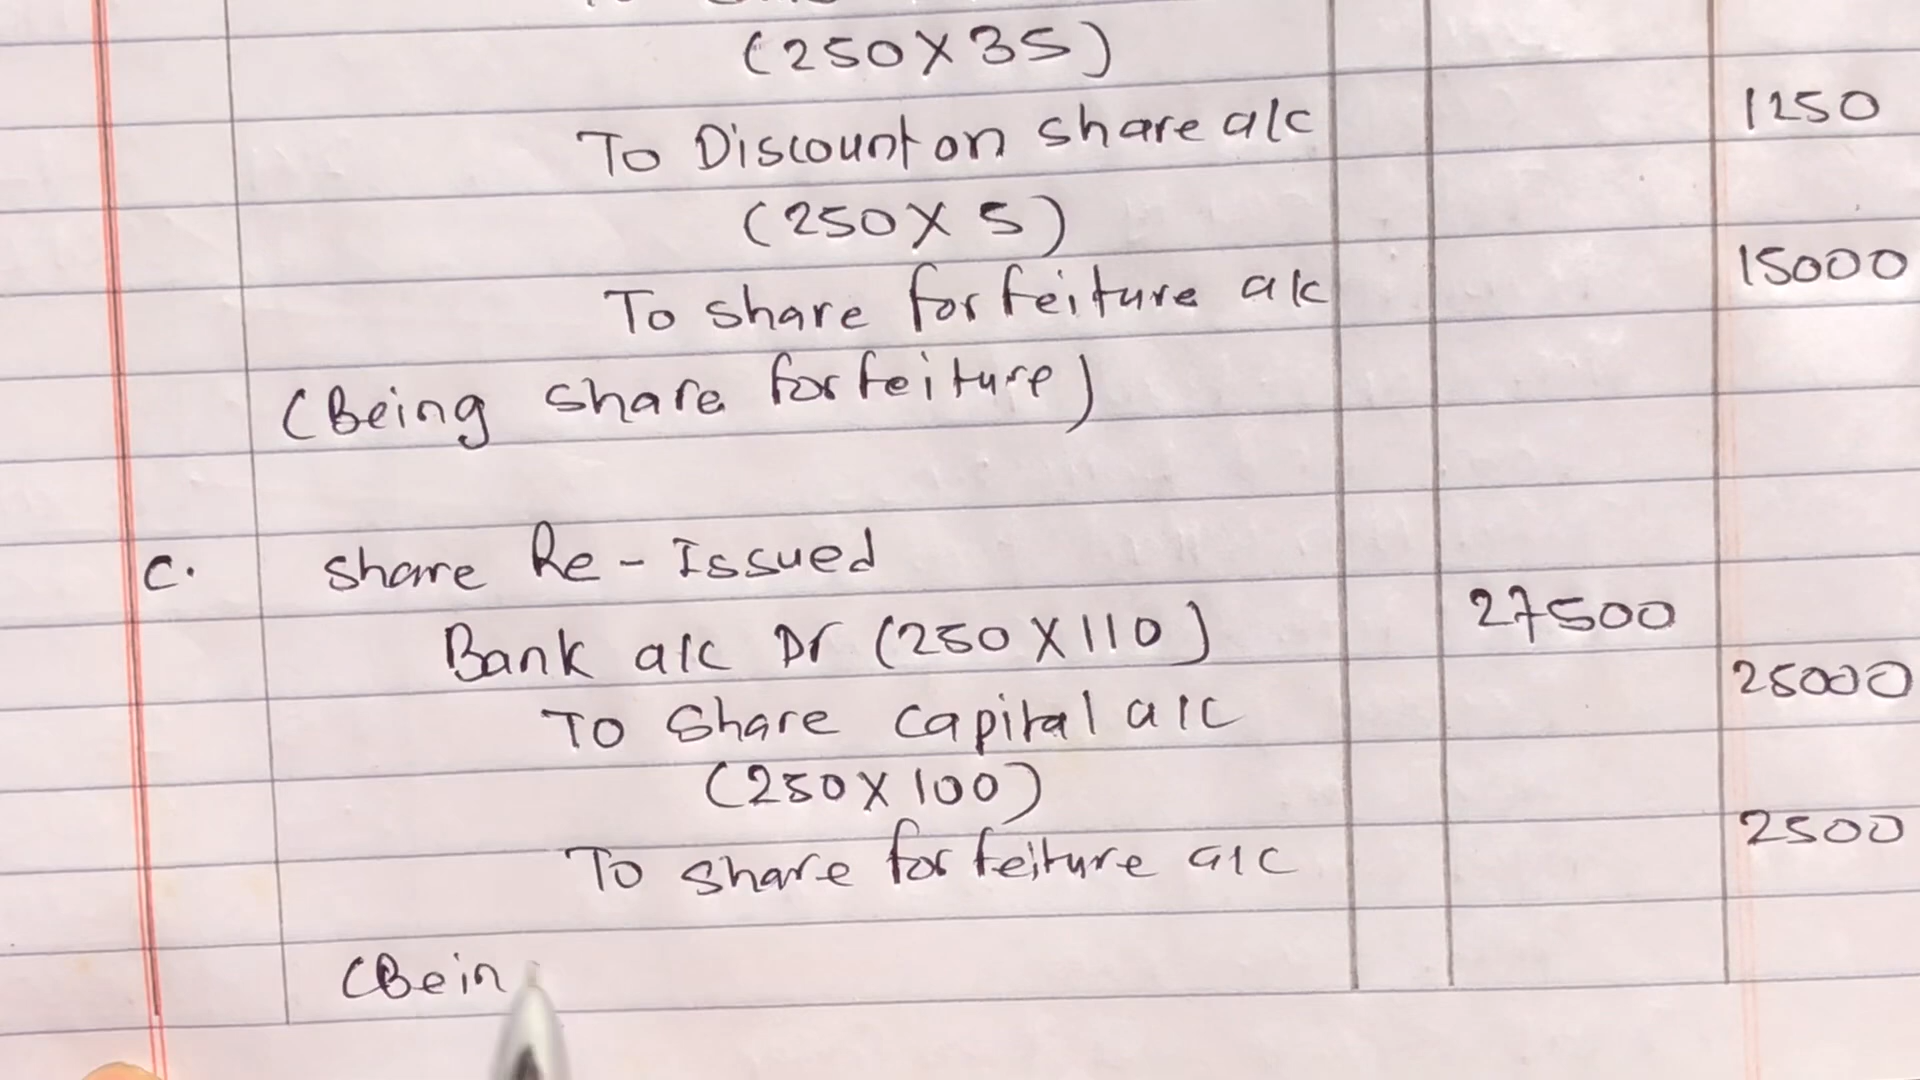 (250X35)
To Discount on share a/c 1250
(250X5)
To share forfeiture a/c 15000
(Being share forfeiture)
C. share Re-Issued
Bank a/c Dr (250X110) 27500
To Share capital a/c 25000
(250X100)
To share forfeiture a/c 2500
(Bein